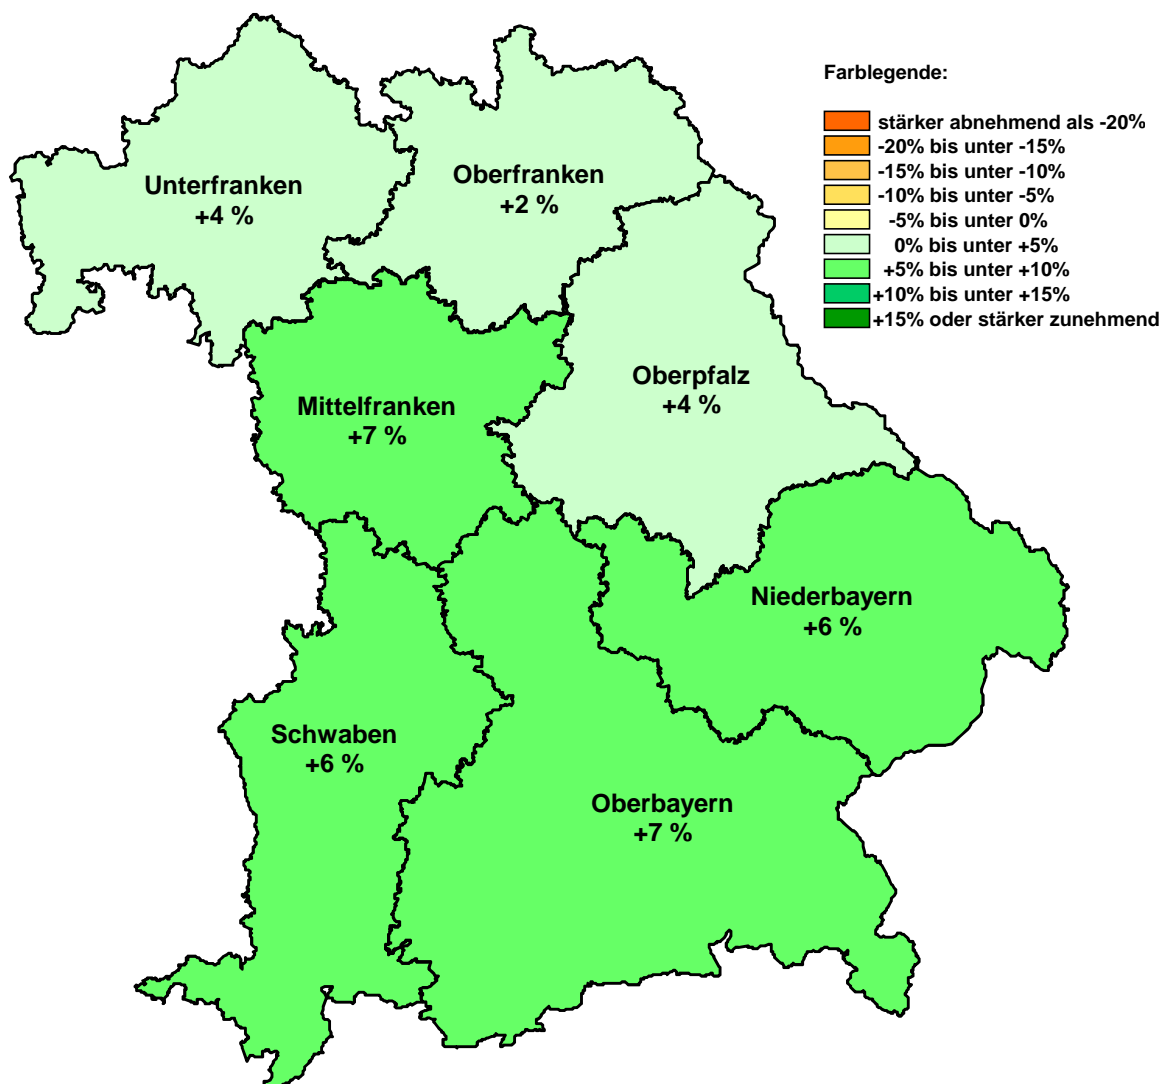 Farblegende:
stärker abnehmend als -20%
-20% bis unter -15%
-15% bis unter -10%
-10% bis unter -5%
-5% bis unter 0%
0% bis unter +5%
+5% bis unter +10%
+10% bis unter +15%
+15% oder stärker zunehmend
Unterfranken
+4 %
Oberfranken
+2 %
Oberpfalz
+4 %
Mittelfranken
+7 %
Niederbayern
+6 %
Schwaben
+6 %
Oberbayern
+7 %